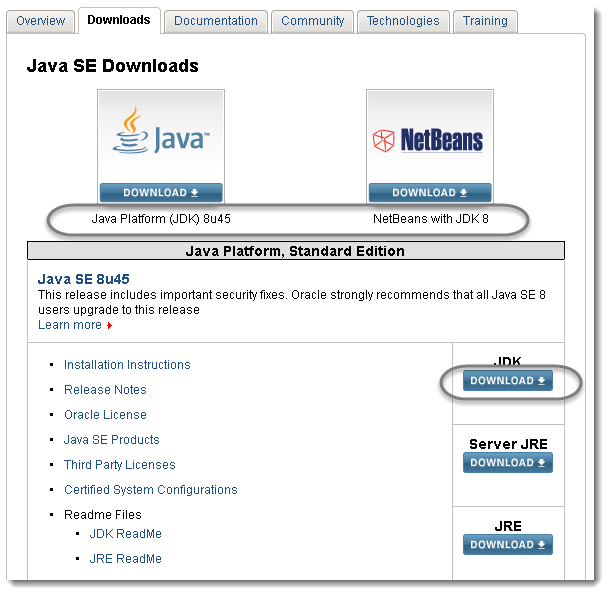 Overview Downloads Documentation Community Technologies Training
Java SE Downloads
Java™ NetBeans
DOWNLOAD DOWNLOAD
Java Platform (JDK) 8u45 NetBeans with JDK 8
Java Platform, Standard Edition
Java SE 8u45
This release includes important security fixes. Oracle strongly recommends that all Java SE 8
users upgrade to this release
Learn more
Installation Instructions
Release Notes
Oracle License
Java SE Products
Third Party Licenses
Certified System Configurations
Readme Files
JDK ReadMe
JRE ReadMe
JDK
DOWNLOAD
Server JRE
DOWNLOAD
JRE
DOWNLOAD